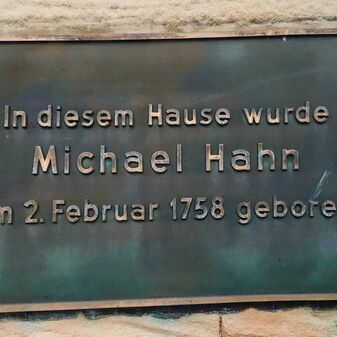 In diesem Hause wurde
Michael Hahn
m 2. Februar 1758 gebore